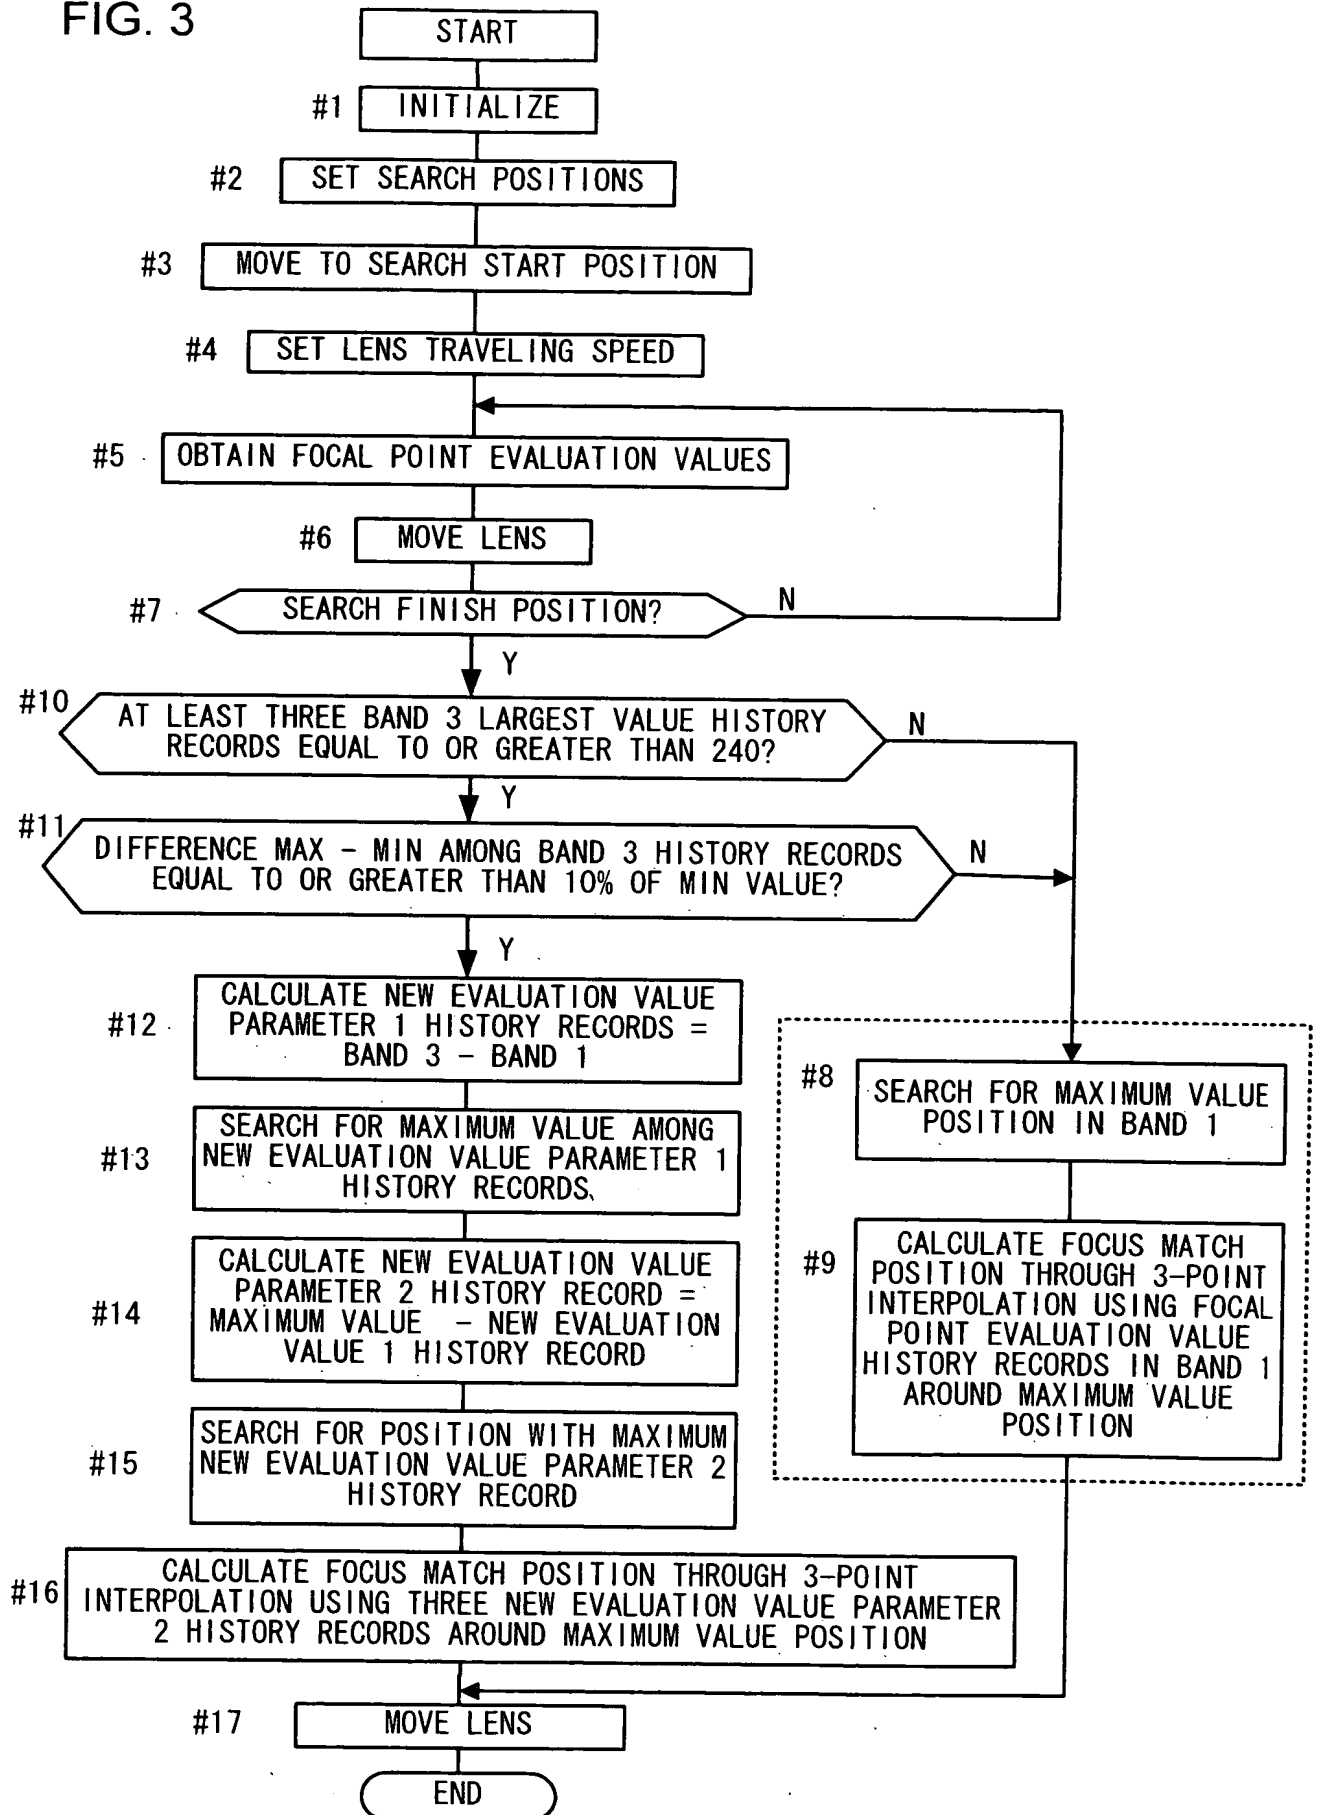 FIG. 3
START
#1
INITIALIZE
#2
SET SEARCH POSITIONS
#3
MOVE TO SEARCH START POSITION
#4
SET LENS TRAVELING SPEED
#5
OBTAIN FOCAL POINT EVALUATION VALUES
#6
MOVE LENS
#7
SEARCH FINISH POSITION?
N
Y
#10
AT LEAST THREE BAND 3 LARGEST VALUE HISTORY
RECORDS EQUAL TO OR GREATER THAN 240?
N
Y
#11
DIFFERENCE MAX - MIN AMONG BAND 3 HISTORY RECORDS
EQUAL TO OR GREATER THAN 10% OF MIN VALUE?
N
Y
#12
CALCULATE NEW EVALUATION VALUE
PARAMETER 1 HISTORY RECORDS =
BAND 3 - BAND 1
#13
SEARCH FOR MAXIMUM VALUE AMONG
NEW EVALUATION VALUE PARAMETER 1
HISTORY RECORDS
#14
CALCULATE NEW EVALUATION VALUE
PARAMETER 2 HISTORY RECORD =
MAXIMUM VALUE - NEW EVALUATION
VALUE 1 HISTORY RECORD
#15
SEARCH FOR POSITION WITH MAXIMUM
NEW EVALUATION VALUE PARAMETER 2
HISTORY RECORD
#8
SEARCH FOR MAXIMUM VALUE
POSITION IN BAND 1
#9
CALCULATE FOCUS MATCH
POSITION THROUGH 3-POINT
INTERPOLATION USING FOCAL
POINT EVALUATION VALUE
HISTORY RECORDS IN BAND 1
AROUND MAXIMUM VALUE
POSITION
#16
CALCULATE FOCUS MATCH POSITION THROUGH 3-POINT
INTERPOLATION USING THREE NEW EVALUATION VALUE PARAMETER
2 HISTORY RECORDS AROUND MAXIMUM VALUE POSITION
#17
MOVE LENS
END